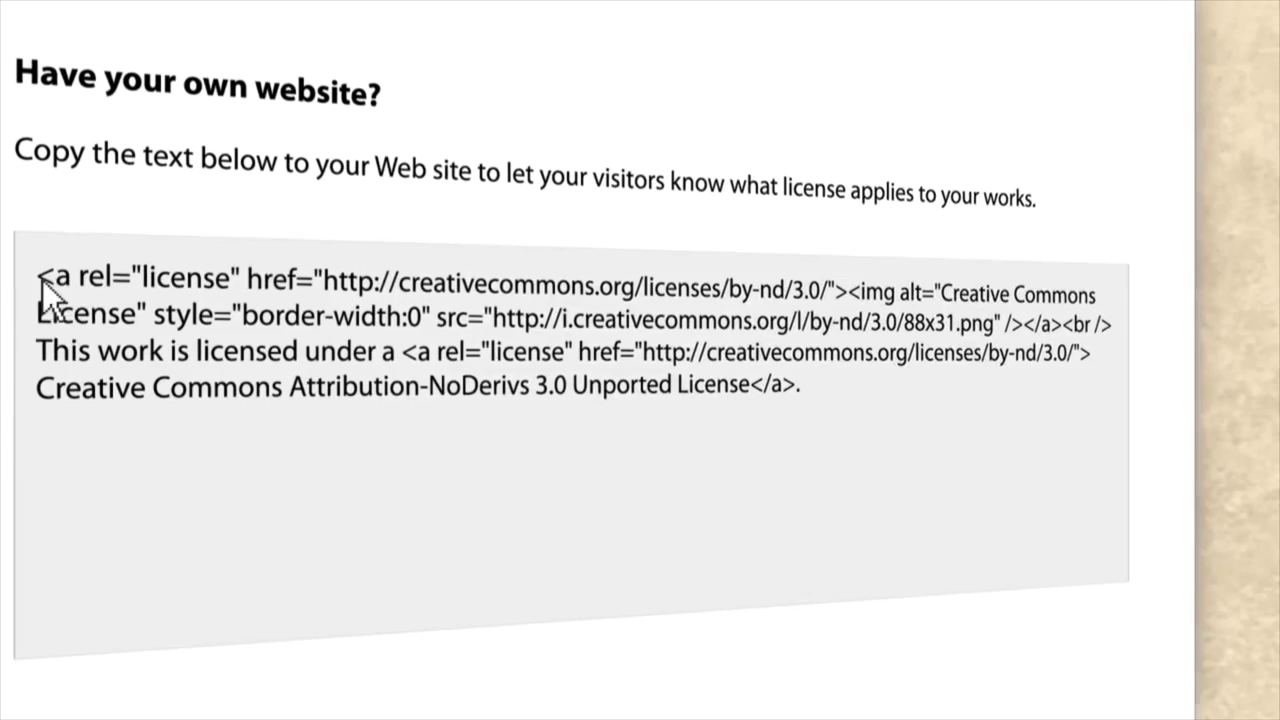 Have your own website?
Copy the text below to your Web site to let your visitors know what license applies to your works.
<a rel="license" href="http://creativecommons.org/licenses/by-nd/3.0/"><img alt="Creative Commons
License" style="border-width:0" src="http://i.creativecommons.org/l/by-nd/3.0/88x31.png" /></a><br />
This work is licensed under a <a rel="license" href="http://creativecommons.org/licenses/by-nd/3.0/">
Creative Commons Attribution-NoDerivs 3.0 Unported License</a>.